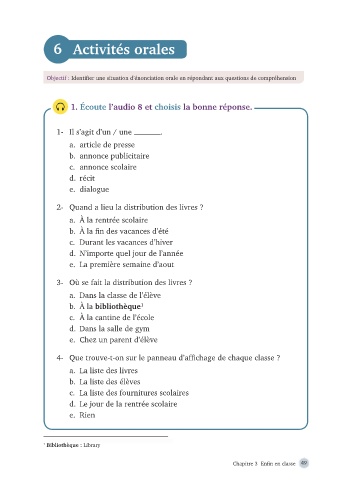 6 Activités orales
Objectif : Identifier une situation d'énonciation orale en répondant aux questions de compréhension
1. Écoute l'audio 8 et choisis la bonne réponse.
1- Il s'agit d'un / une _______.
a. article de presse
b. annonce publicitaire
c. annonce scolaire
d. récit
e. dialogue
2- Quand a lieu la distribution des livres ?
a. À la rentrée scolaire
b. À la fin des vacances d'été
c. Durant les vacances d'hiver
d. N'importe quel jour de l'année
e. La première semaine d'aout
3- Où se fait la distribution des livres ?
a. Dans la classe de l'élève
b. À la bibliothèque¹
c. À la cantine de l'école
d. Dans la salle de gym
e. Chez un parent d'élève
4- Que trouve-t-on sur le panneau d'affichage de chaque classe ?
a. La liste des livres
b. La liste des élèves
c. La liste des fournitures scolaires
d. Le jour de la rentrée scolaire
e. Rien
¹ Bibliothèque : Library
Chapitre 3 Enfin en classe 49